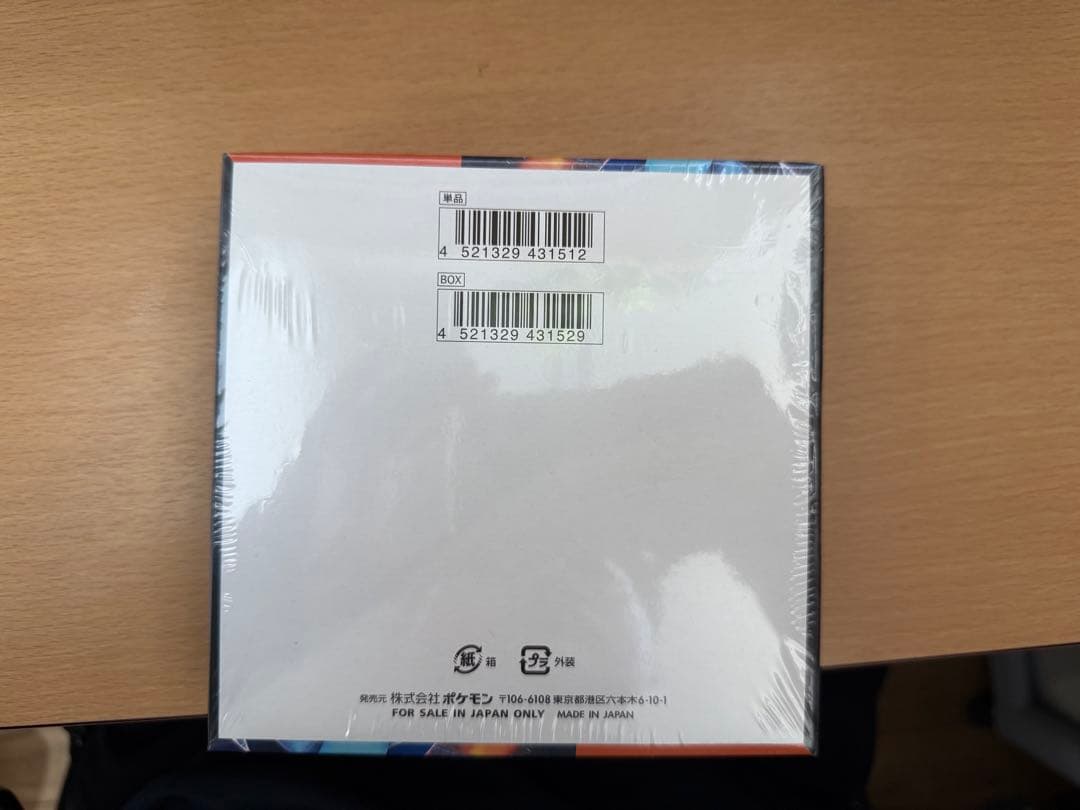 単品
4 521329 431512
BOX
4 521329 431529
紙 箱 プラ 外装
発売元 株式会社 ポケモン 〒106-6108 東京都港区六本木6-10-1
FOR SALE IN JAPAN ONLY MADE IN JAPAN